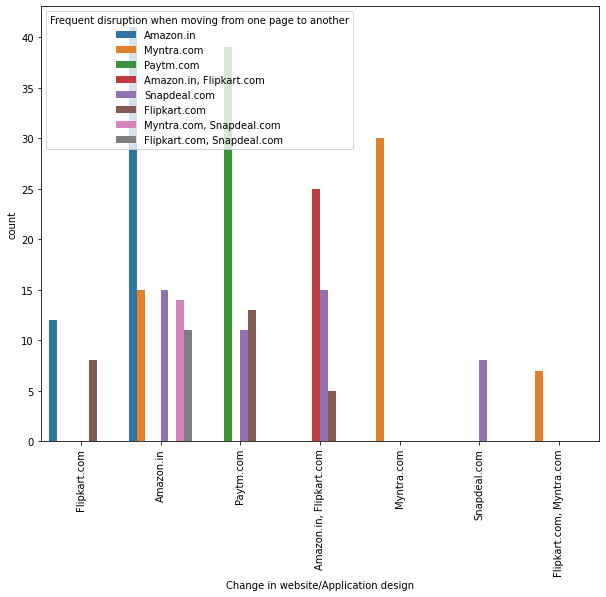 Frequent disruption when moving from one page to another
Amazon.in
Myntra.com
Paytm.com
Amazon.in, Flipkart.com
Snapdeal.com
Flipkart.com
Myntra.com, Snapdeal.com
Flipkart.com, Snapdeal.com
count
40
35
30
25
20
15
10
5
0
Flipkart.com
Amazon.in
Paytm.com
Amazon.in, Flipkart.com
Myntra.com
Snapdeal.com
Flipkart.com, Myntra.com
Change in website/Application design